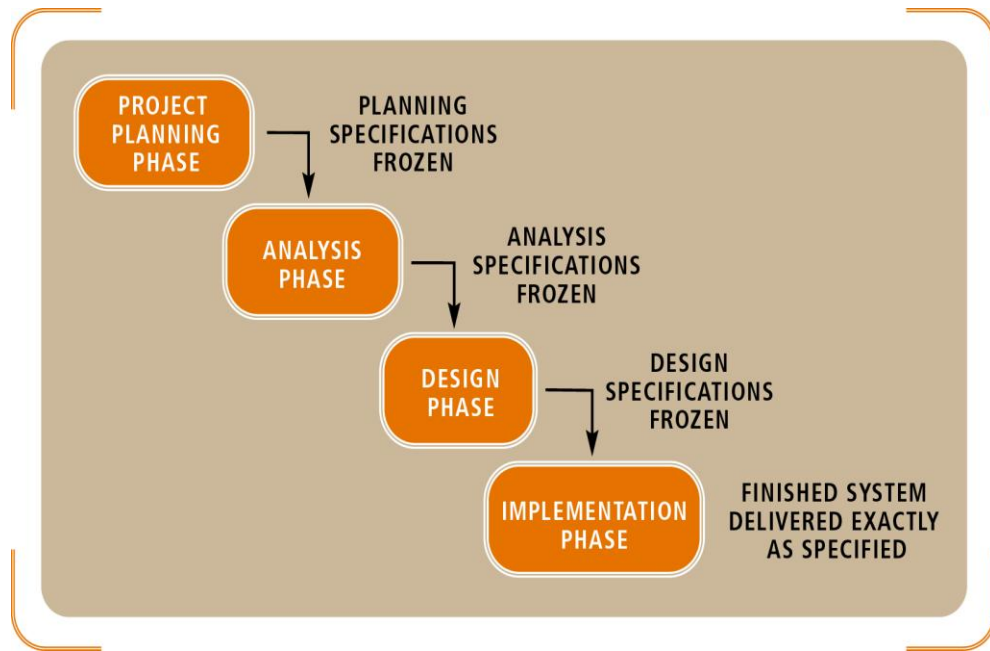 PROJECT
PLANNING
PHASE
PLANNING
SPECIFICATIONS
FROZEN
ANALYSIS
PHASE
ANALYSIS
SPECIFICATIONS
FROZEN
DESIGN
PHASE
DESIGN
SPECIFICATIONS
FROZEN
IMPLEMENTATION
PHASE
FINISHED SYSTEM
DELIVERED EXACTLY
AS SPECIFIED